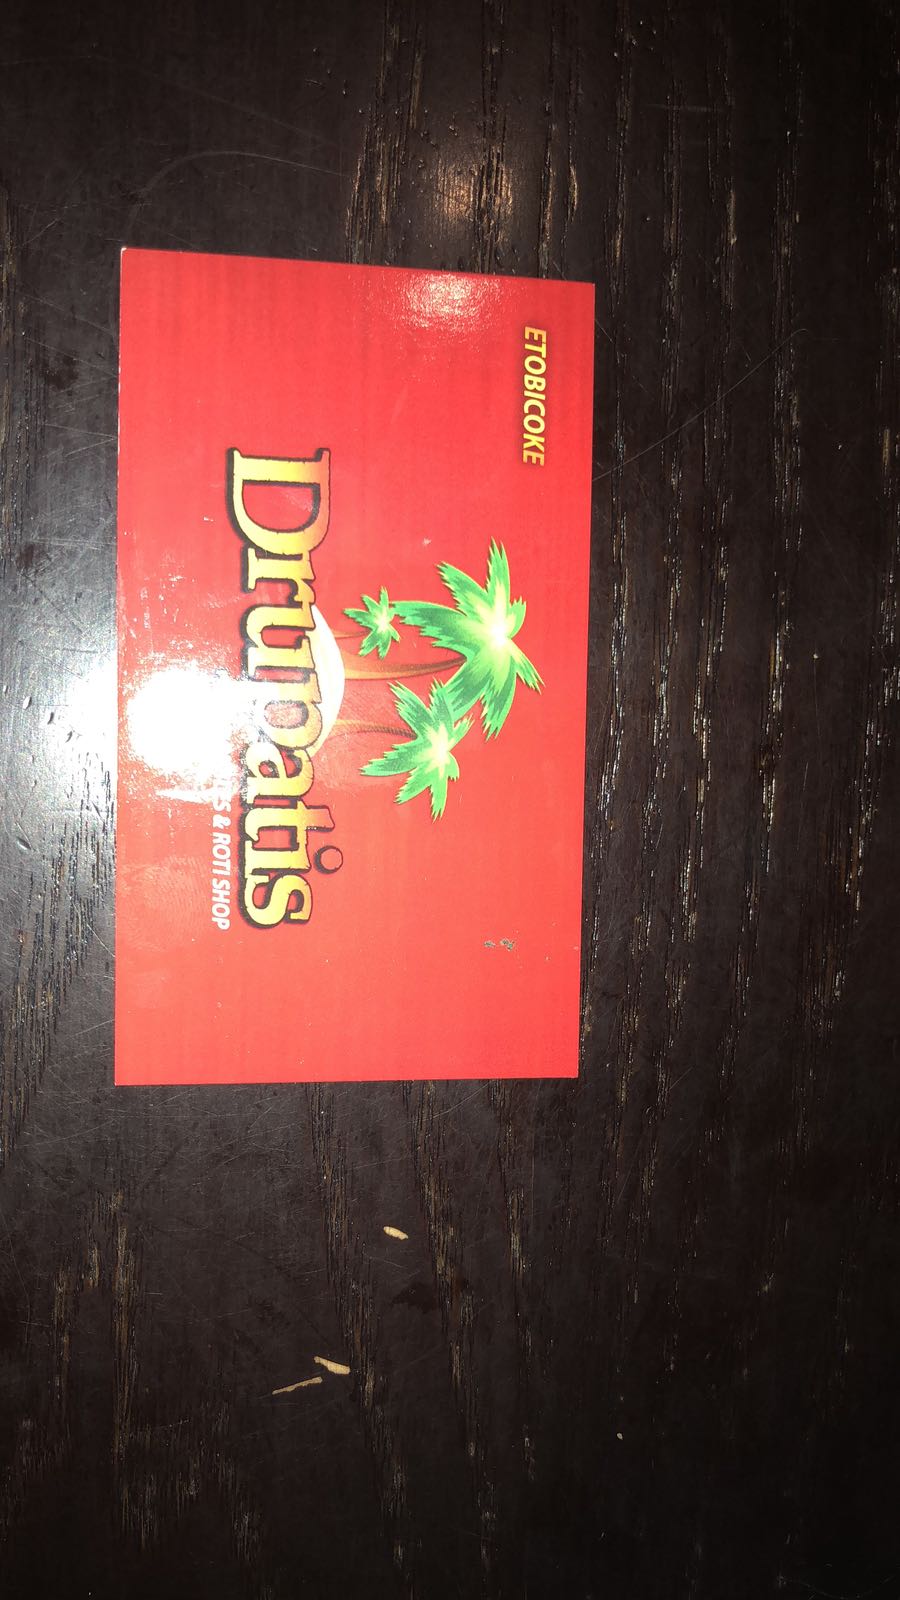 ETOBICOKE
Drupatis
& ROTI SHOP